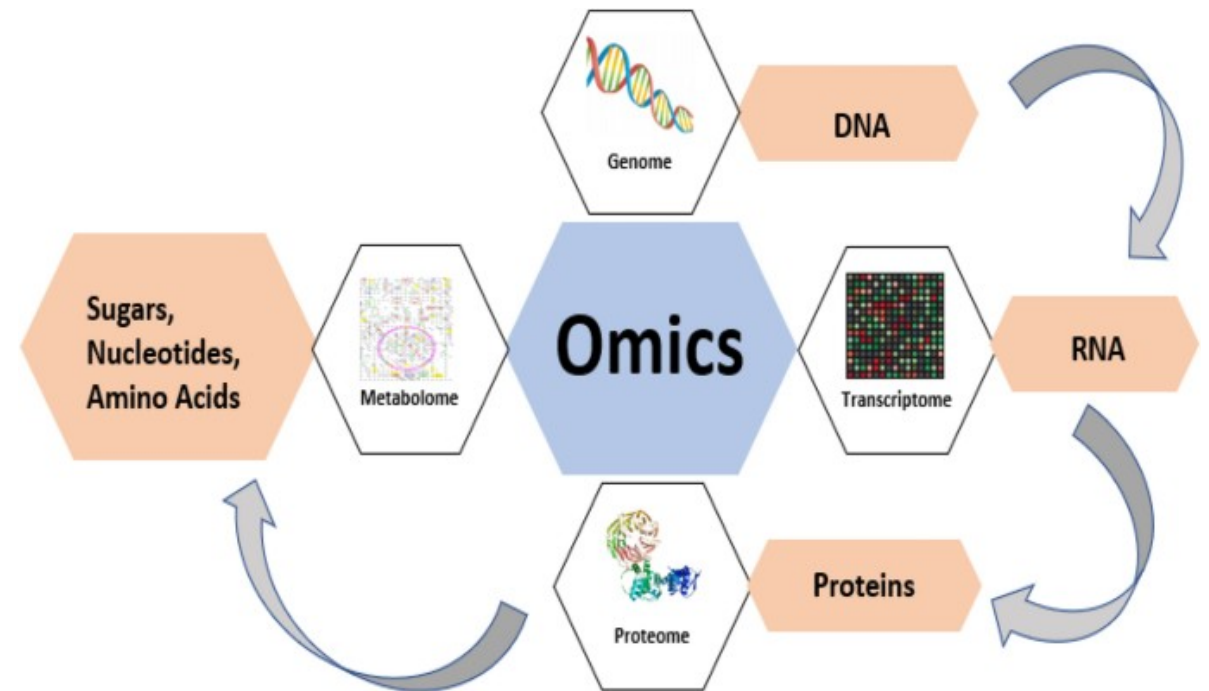 Genome
DNA
Omics
Sugars,
Nucleotides,
Amino Acids
Metabolome
Transcriptome
RNA
Proteome
Proteins